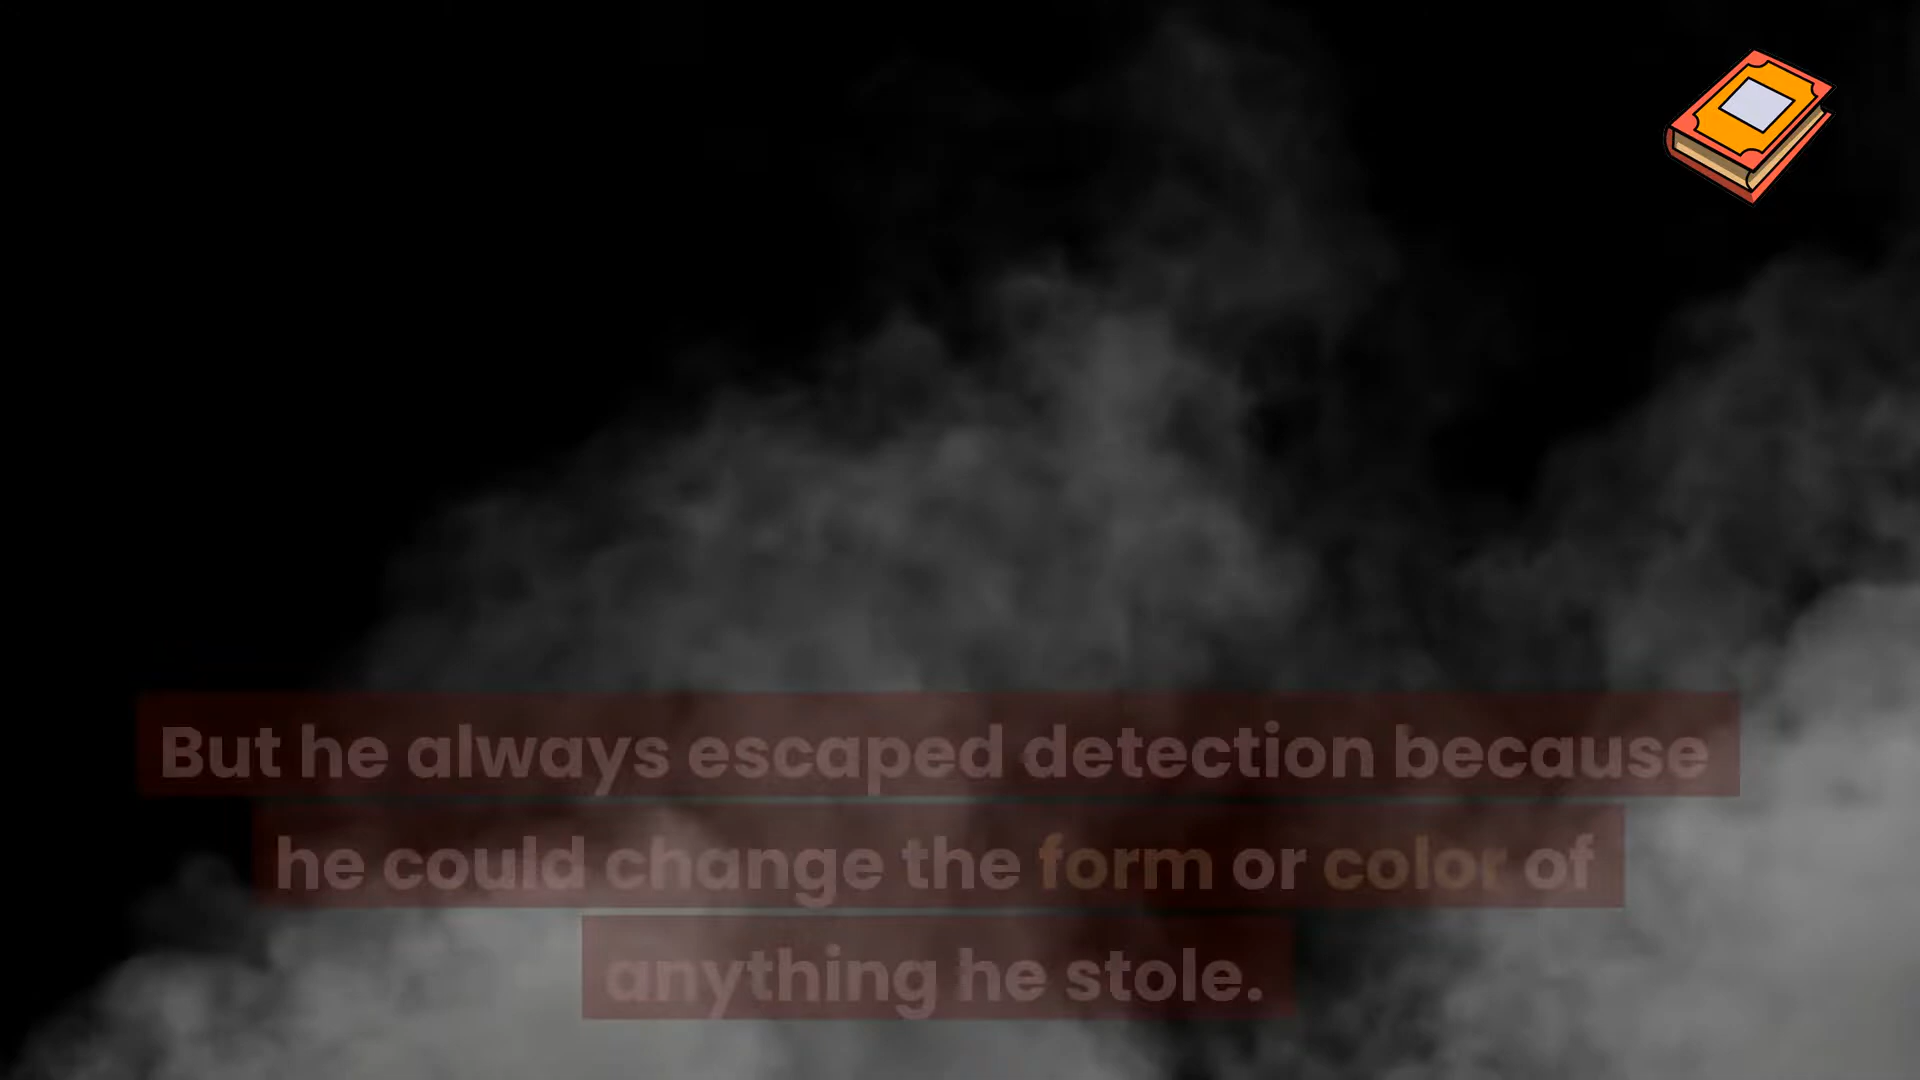 But he always escaped detection because
he could change the form or color of
anything he stole.